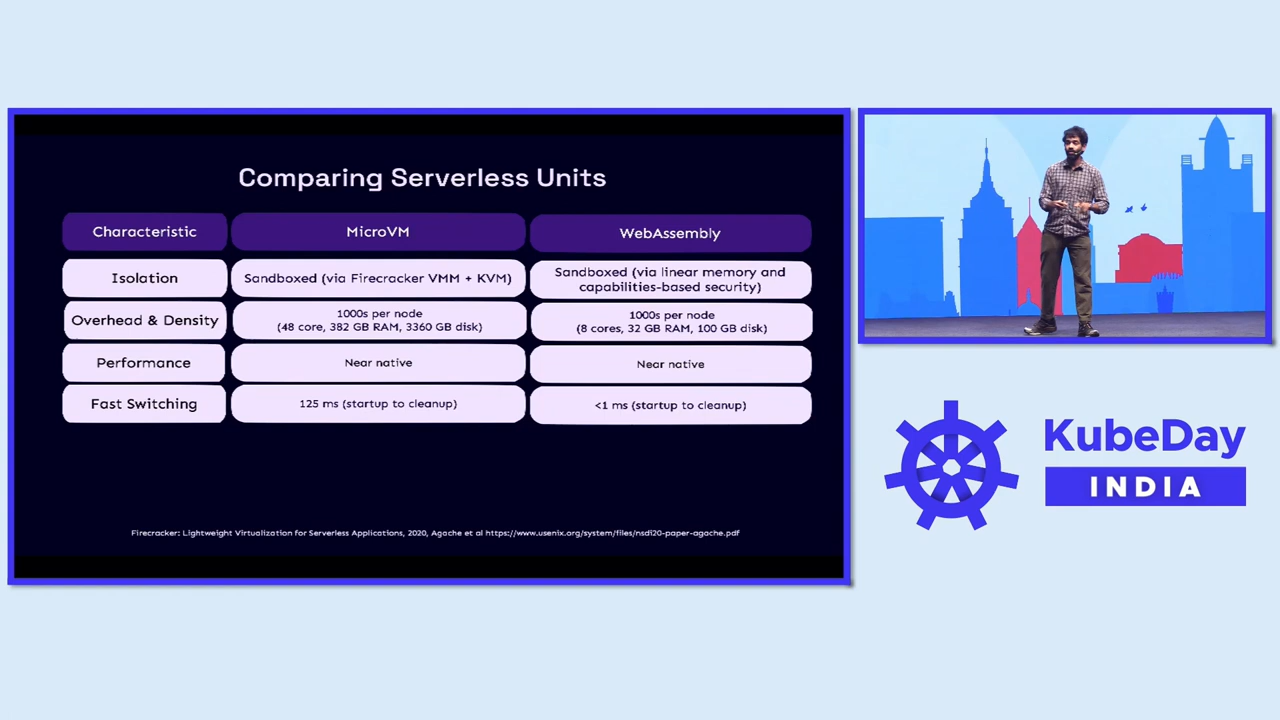 Comparing Serverless Units
Characteristic
MicroVM
WebAssembly
Isolation
Sandboxed (via Firecracker VMM + KVM)
Sandboxed (via linear memory and
capabilities-based security)
Overhead & Density
1000s per node
(48 core, 382 GB RAM, 3360 GB disk)
1000s per node
(8 cores, 32 GB RAM, 100 GB disk)
Performance
Near native
Near native
Fast Switching
125 ms (startup to cleanup)
<1 ms (startup to cleanup)
Firecracker: Lightweight Virtualization for Serverless Applications, 2020, Agache et al https://www.usenix.org/system/files/nsdi20-paper-agache.pdf
KubeDay
INDIA